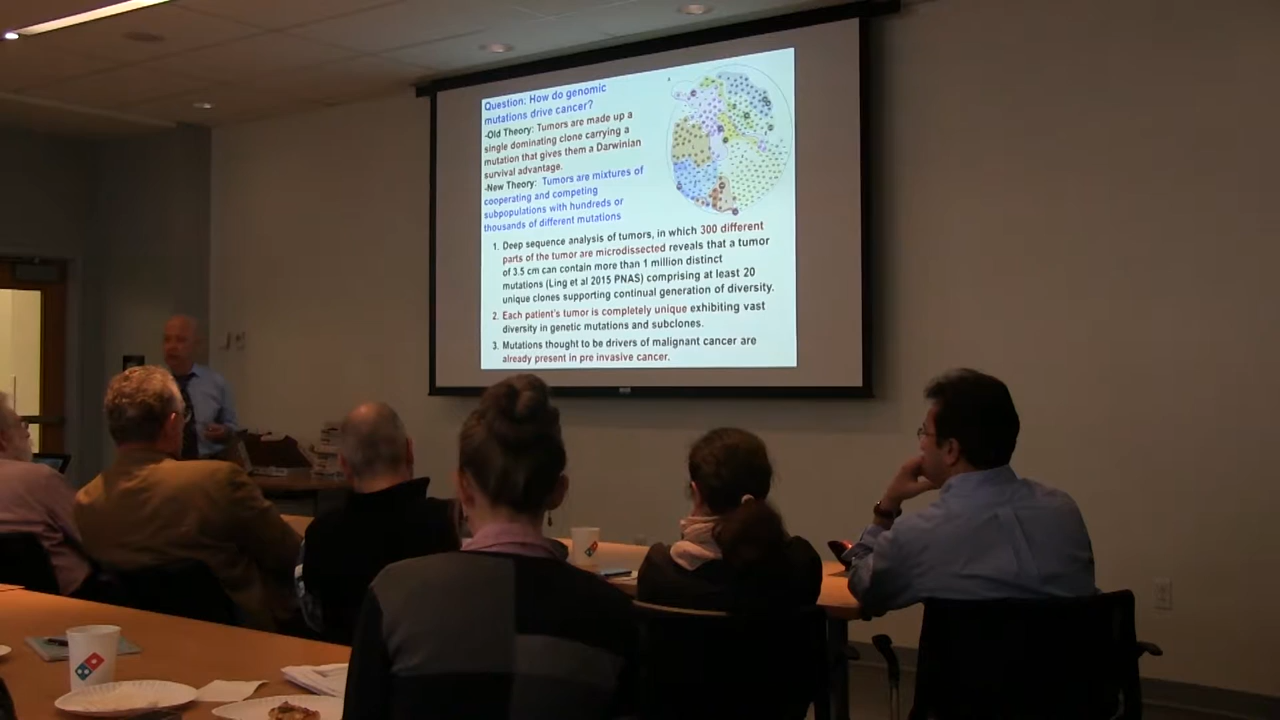 Question: How do genomic
mutations drive cancer?
-Old Theory: Tumors are made up a
single dominating clone carrying a
mutation that gives them a Darwinian
survival advantage.
-New Theory: Tumors are mixtures of
cooperating and competing
subpopulations with hundreds or
thousands of different mutations
1. Deep sequence analysis of tumors, in which 300 different
parts of the tumor are microdissected reveals that a tumor
of 3.5 cm can contain more than 1 million distinct
mutations (Ling et al 2015 PNAS) comprising at least 20
unique clones supporting continual generation of diversity.
2. Each patient's tumor is completely unique exhibiting vast
diversity in genetic mutations and subclones.
3. Mutations thought to be drivers of malignant cancer are
already present in pre invasive cancer.